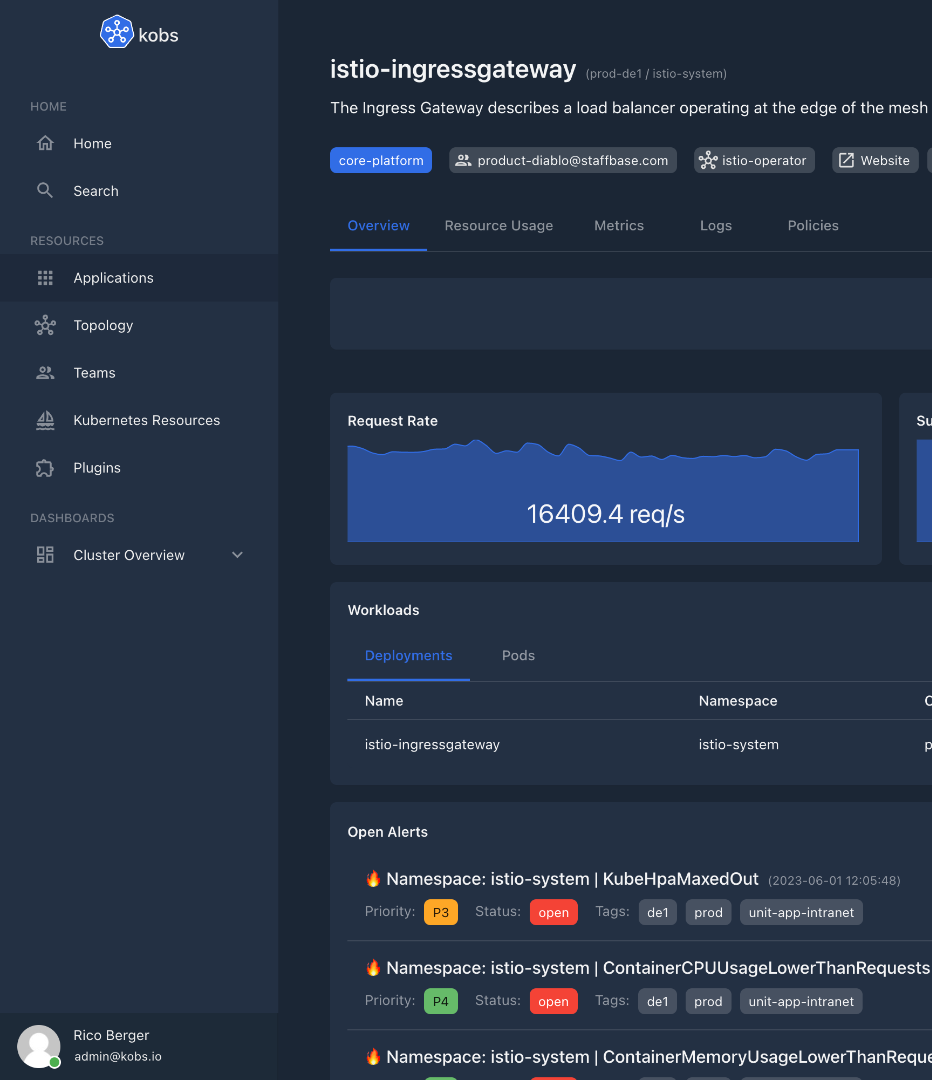 kobs
HOME
Home
Search
RESOURCES
Applications
Topology
Teams
Kubernetes Resources
Plugins
DASHBOARDS
Cluster Overview
Rico Berger
admin@kobs.io
istio-ingressgateway (prod-de1 / istio-system)
The Ingress Gateway describes a load balancer operating at the edge of the mesh
core-platform product-diablo@staffbase.com istio-operator Website
Overview Resource Usage Metrics Logs Policies
Request Rate
16409.4 req/s
Workloads
Deployments Pods
Name Namespace
istio-ingressgateway istio-system
Open Alerts
🔥 Namespace: istio-system | KubeHpaMaxedOut (2023-06-01 12:05:48)
Priority: P3 Status: open Tags: de1 prod unit-app-intranet
🔥 Namespace: istio-system | ContainerCPUUsageLowerThanRequests
Priority: P4 Status: open Tags: de1 prod unit-app-intranet
🔥 Namespace: istio-system |